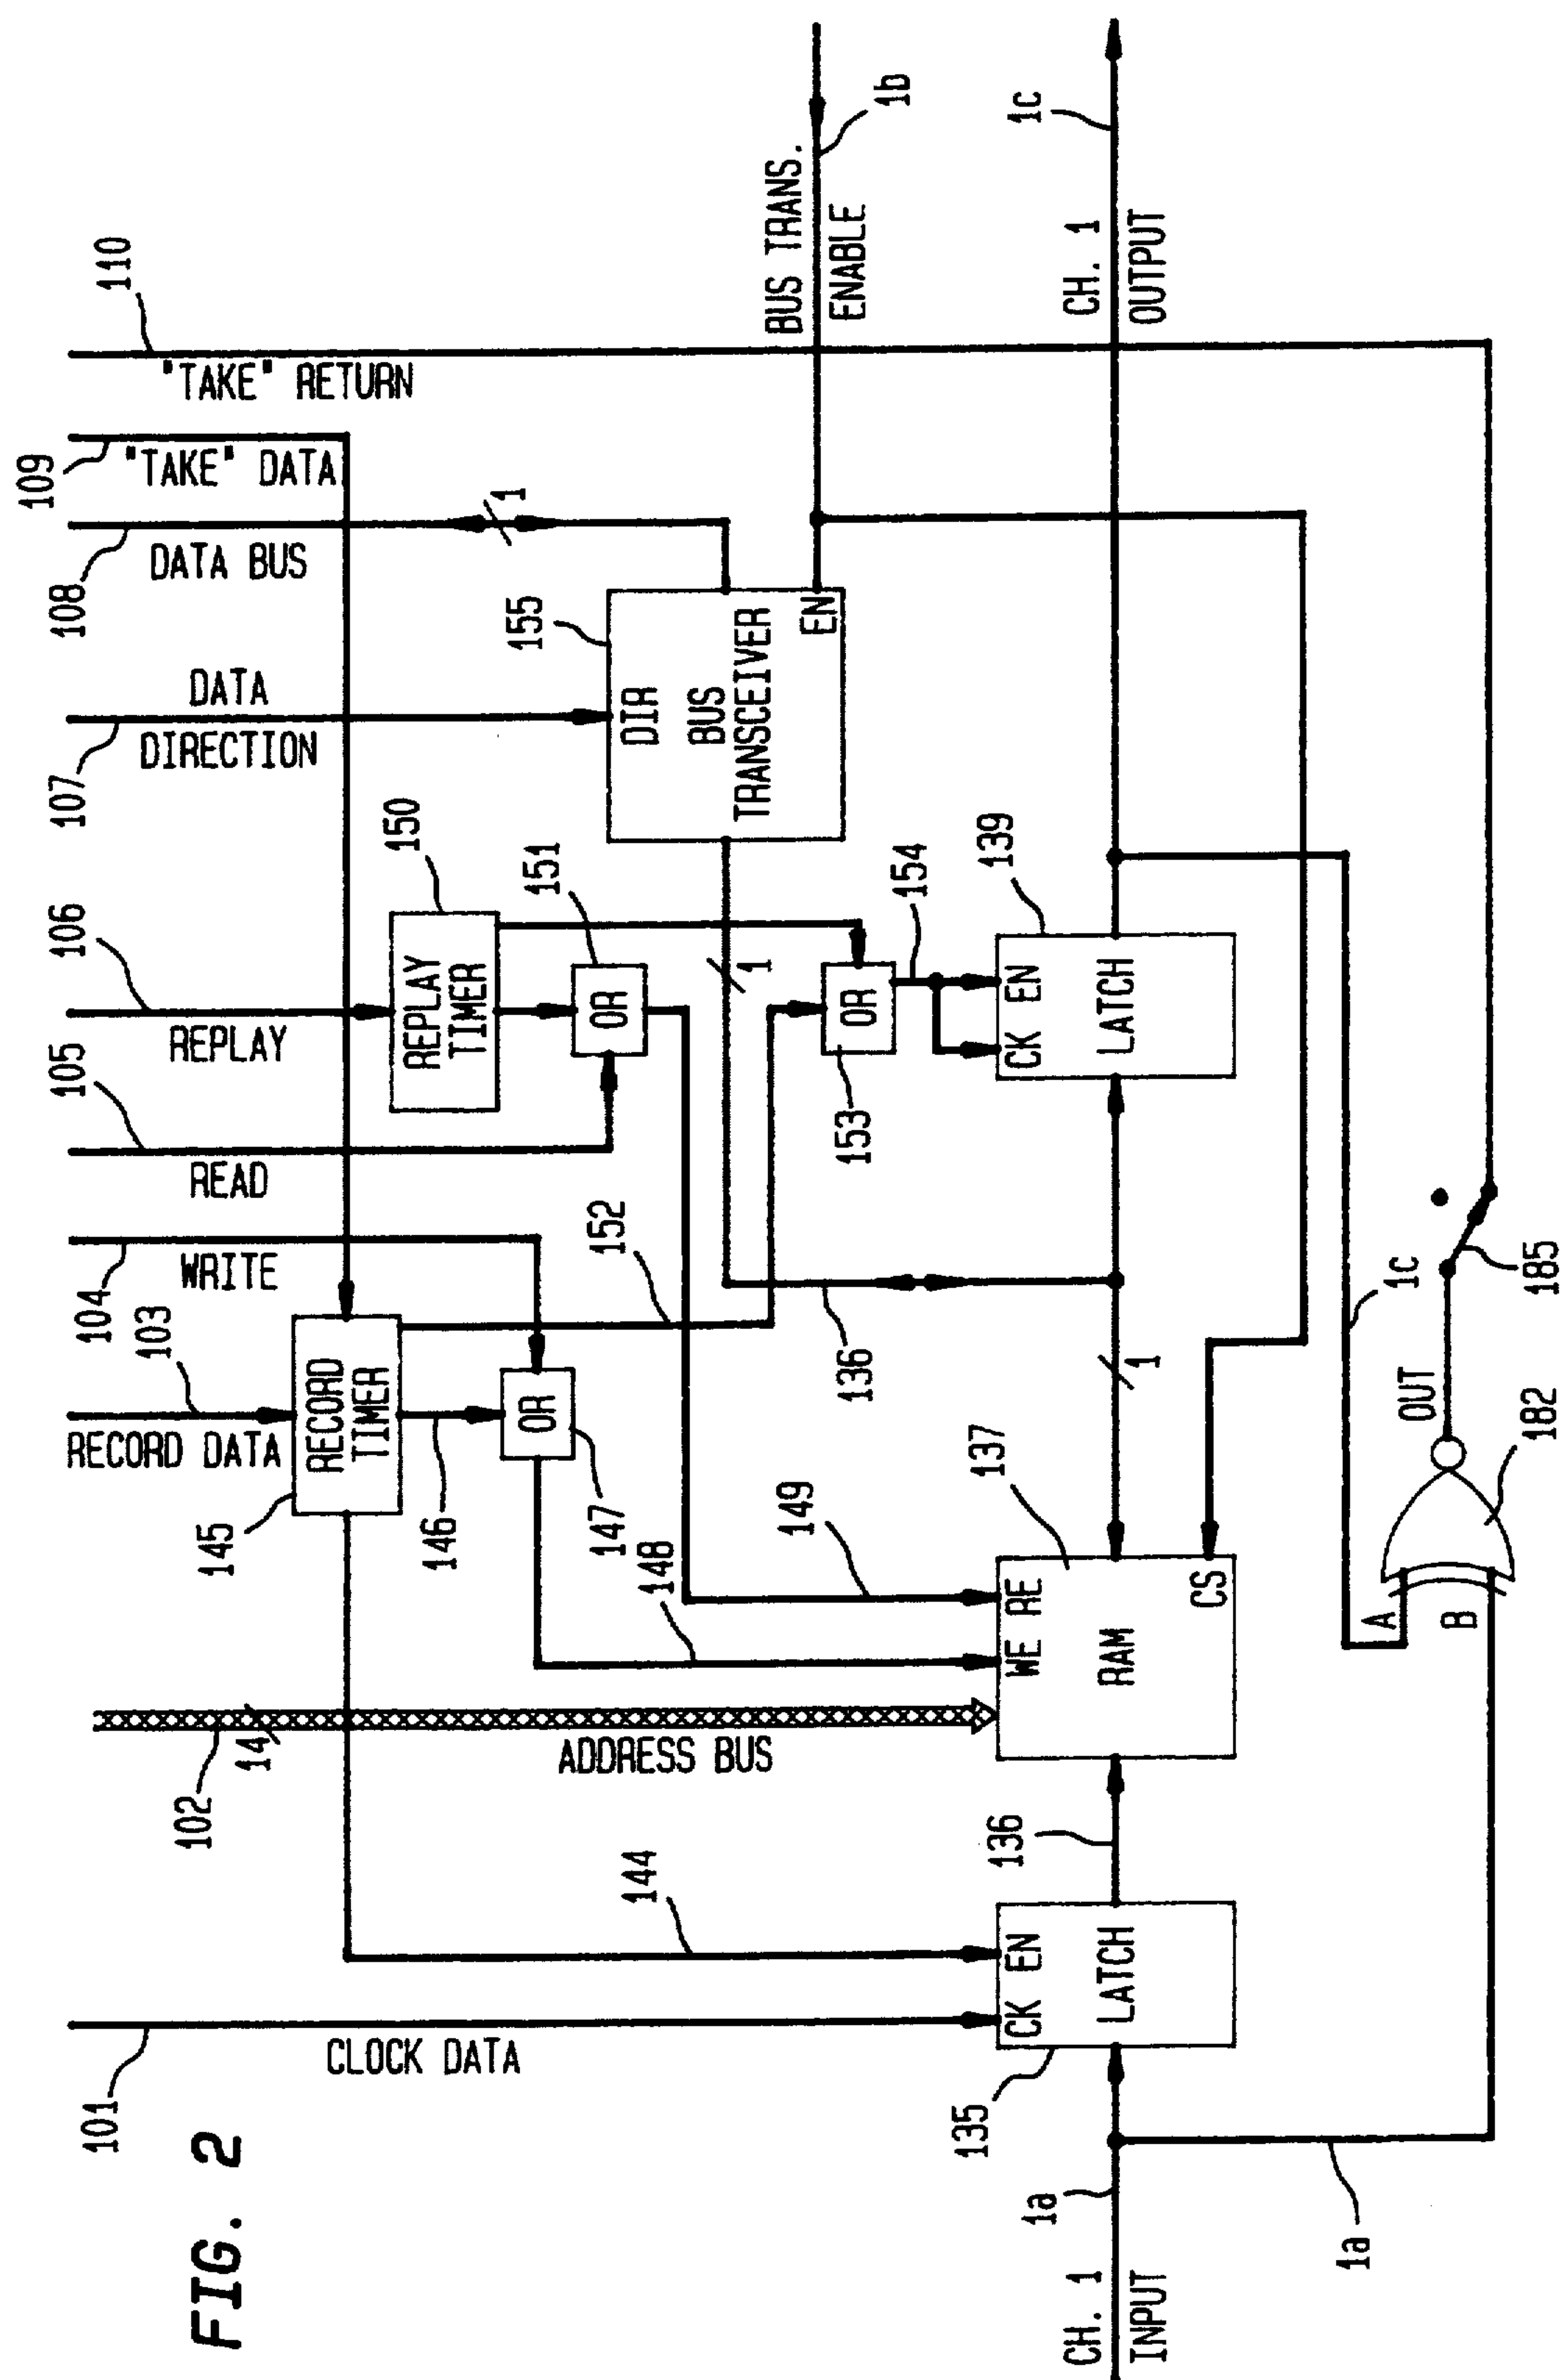 FIG. 2
101
CLOCK DATA
102
14
ADDRESS BUS
103
RECORD DATA
104
WRITE
105
READ
106
REPLAY
107
DATA
DIRECTION
108
DATA BUS
1
109
"TAKE" DATA
110
"TAKE" RETURN
145
RECORD
TIMER
146
OR
147
148
149
144
152
150
REPLAY
TIMER
151
OR
1
155
DIR
BUS
TRANSCEIVER
EN
BUS TRANS.
ENABLE
1b
153
OR
154
136
CH. 1
INPUT
1a
135
CK EN
LATCH
136
137
WE RE
RAM
CS
1
139
CK EN
LATCH
CH. 1
OUTPUT
1c
1a
A
B
182
OUT
185
1c